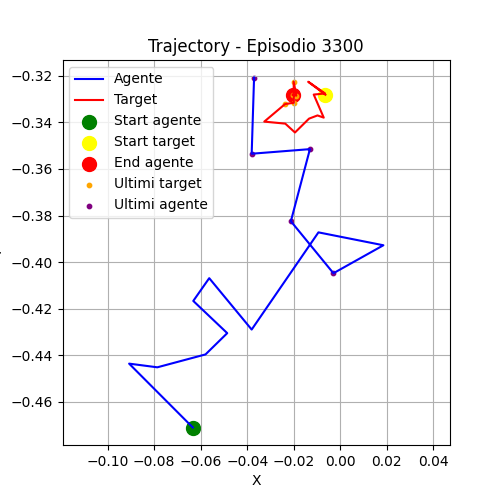 Trajectory - Episodio 3300
Agente
Target
Start agente
Start target
End agente
Ultimi target
Ultimi agente
−0.32
−0.34
−0.36
−0.38
−0.40
−0.42
−0.44
−0.46
−0.10
−0.08
−0.06
−0.04
−0.02
0.00
0.02
0.04
X